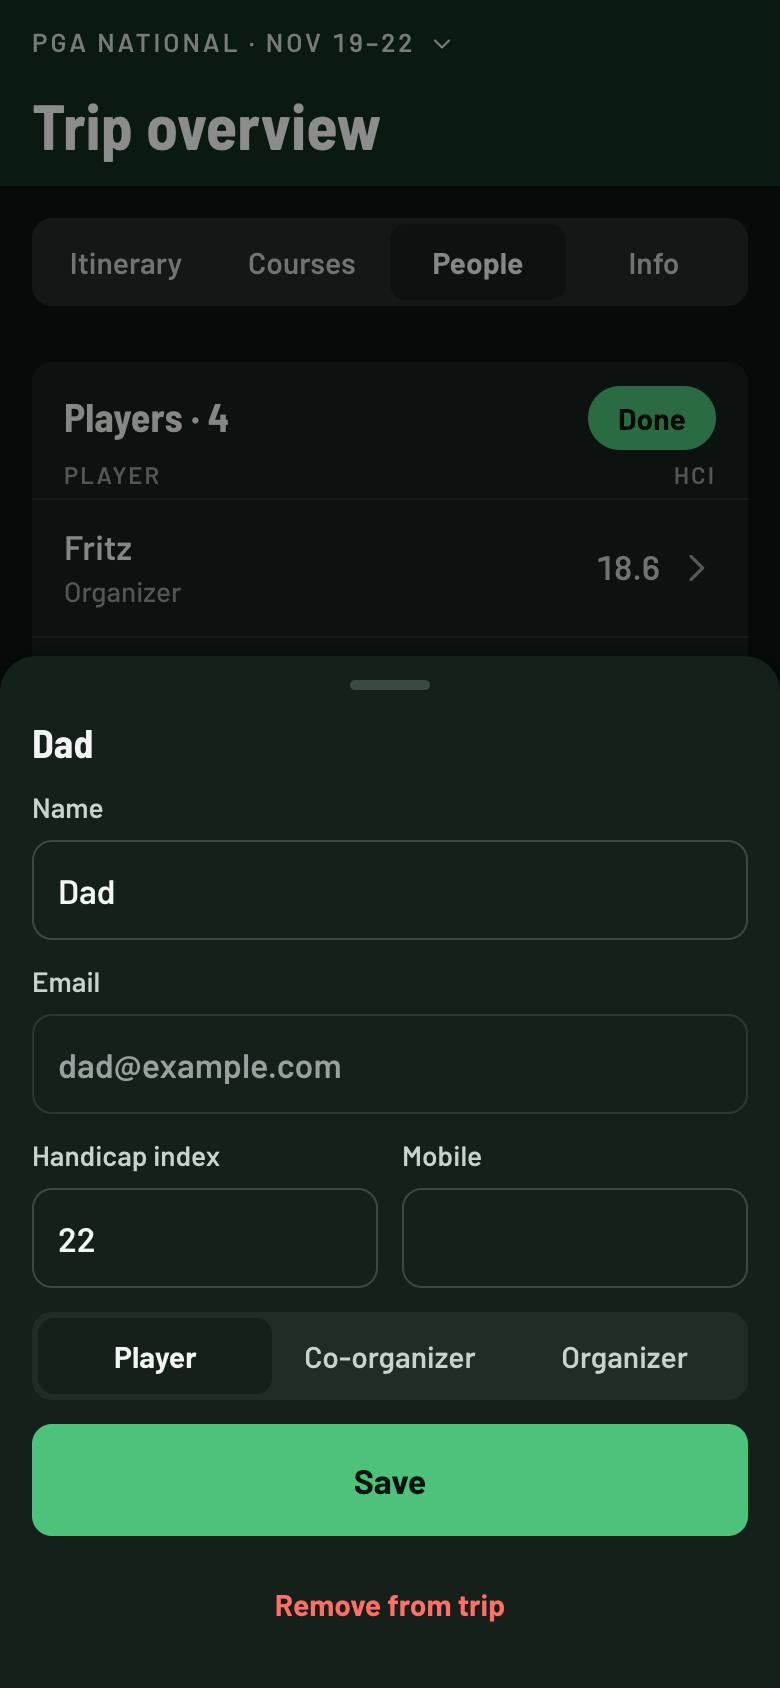 PGA NATIONAL · NOV 19–22
Trip overview
Itinerary Courses People Info
Players · 4 Done
PLAYER HCI
Fritz
Organizer
18.6
Dad
Name
Dad
Email
dad@example.com
Handicap index Mobile
22
Player Co-organizer Organizer
Save
Remove from trip